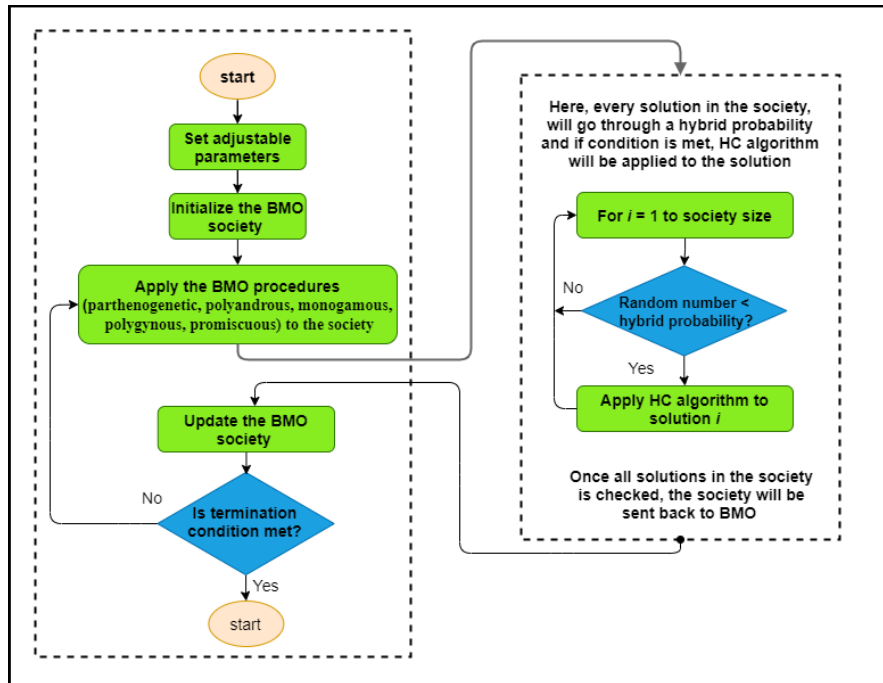 start
Set adjustable
parameters
Initialize the BMO
society
Apply the BMO procedures
(parthenogenetic, polyandrous, monogamous,
polygynous, promiscuous) to the society
Update the BMO
society
No
Is termination
condition met?
Yes
start
Here, every solution in the society,
will go through a hybrid probability
and if condition is met, HC algorithm
will be applied to the solution
For i = 1 to society size
No
Random number <
hybrid probability?
Yes
Apply HC algorithm to
solution i
Once all solutions in the society
is checked, the society will be
sent back to BMO